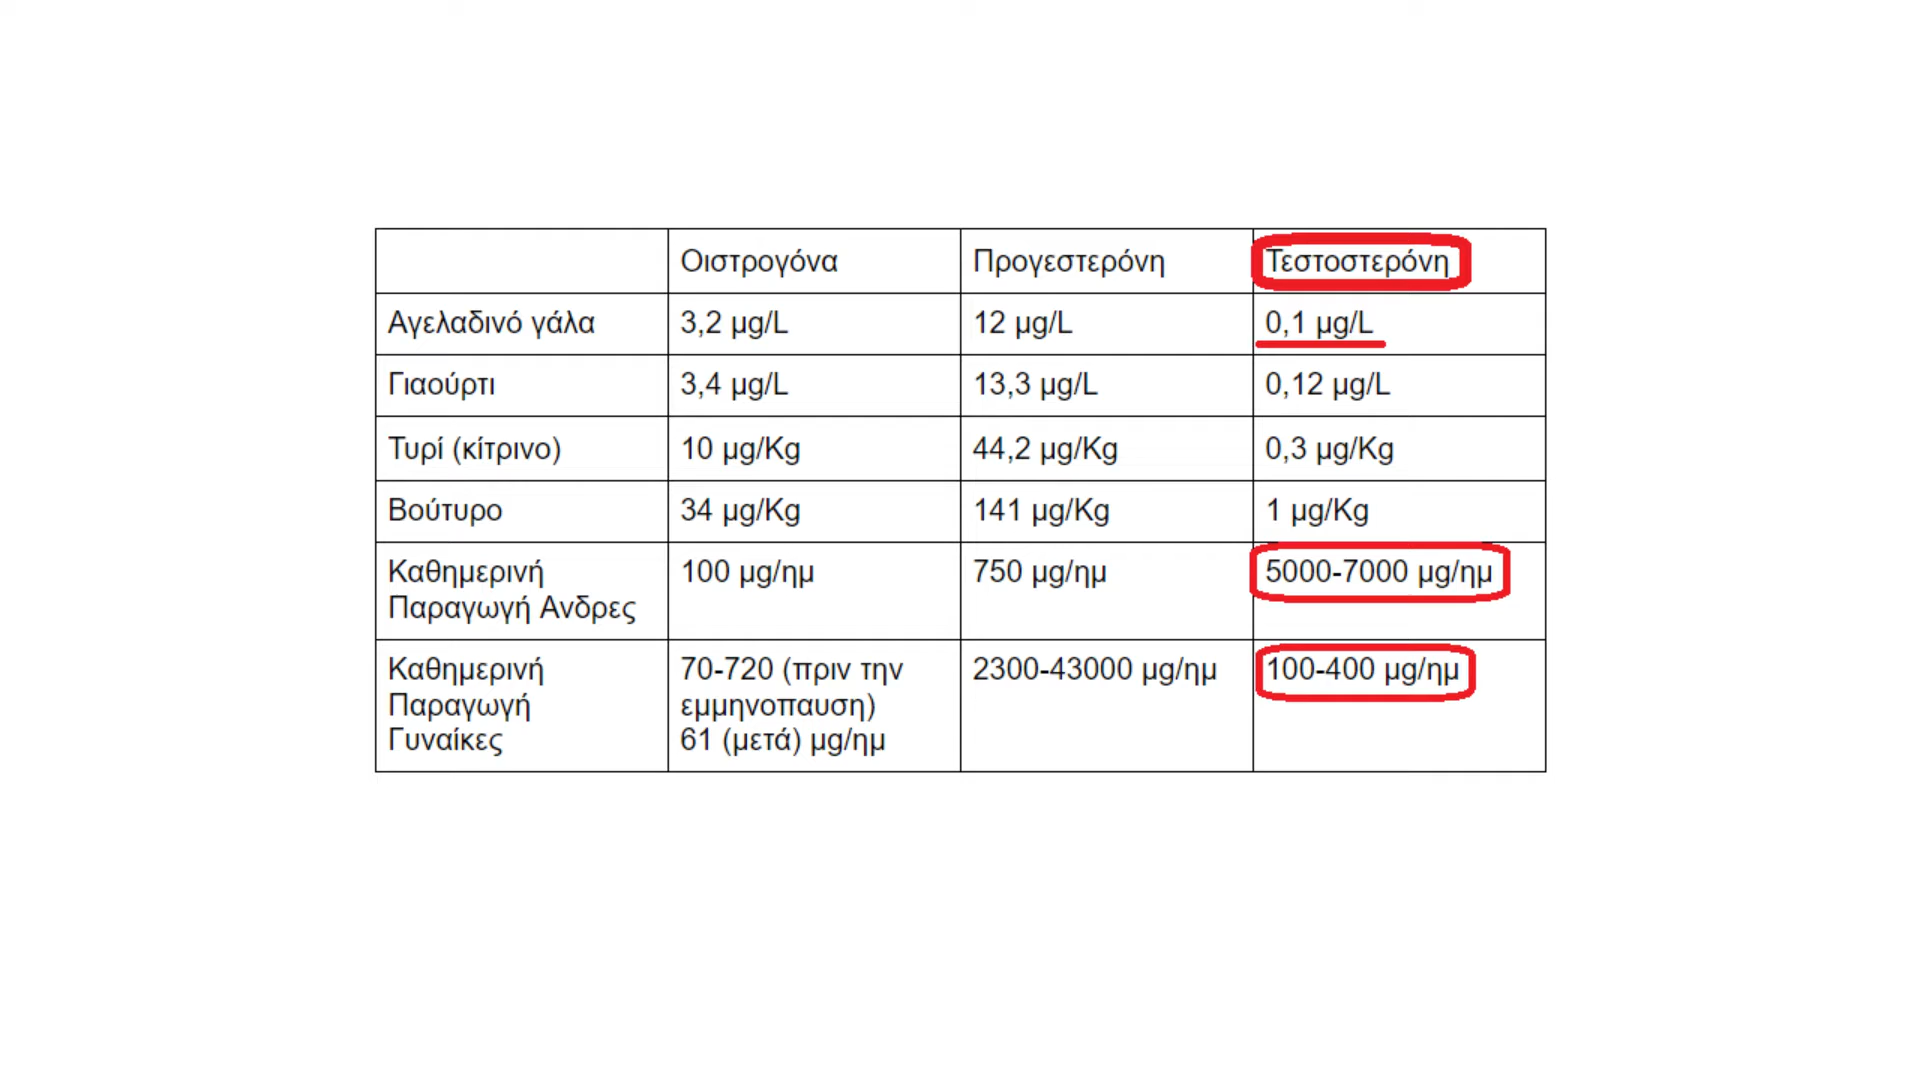 Οιστρογόνα Προγεστερόνη Τεστοστερόνη
Αγελαδινό γάλα 3,2 μg/L 12 μg/L 0,1 μg/L
Γιαούρτι 3,4 μg/L 13,3 μg/L 0,12 μg/L
Τυρί (κίτρινο) 10 μg/Kg 44,2 μg/Kg 0,3 μg/Kg
Βούτυρο 34 μg/Kg 141 μg/Kg 1 μg/Kg
Καθημερινή 100 μg/ημ 750 μg/ημ 5000-7000 μg/ημ
Παραγωγή Ανδρες
Καθημερινή 70-720 (πριν την 2300-43000 μg/ημ 100-400 μg/ημ
Παραγωγή εμμηνοπαυση)
Γυναίκες 61 (μετά) μg/ημ